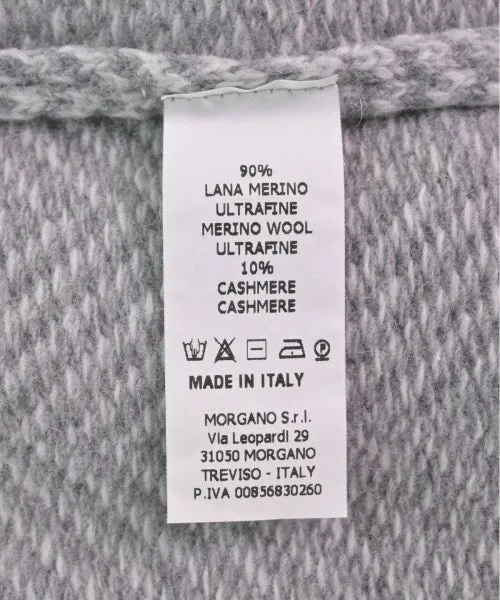 90%
LANA MERINO
ULTRAFINE
MERINO WOOL
ULTRAFINE
10%
CASHMERE
CASHMERE
MADE IN ITALY
MORGANO S.r.l.
Via Leopardi 29
31050 MORGANO
TREVISO - ITALY
P.IVA 00856830260